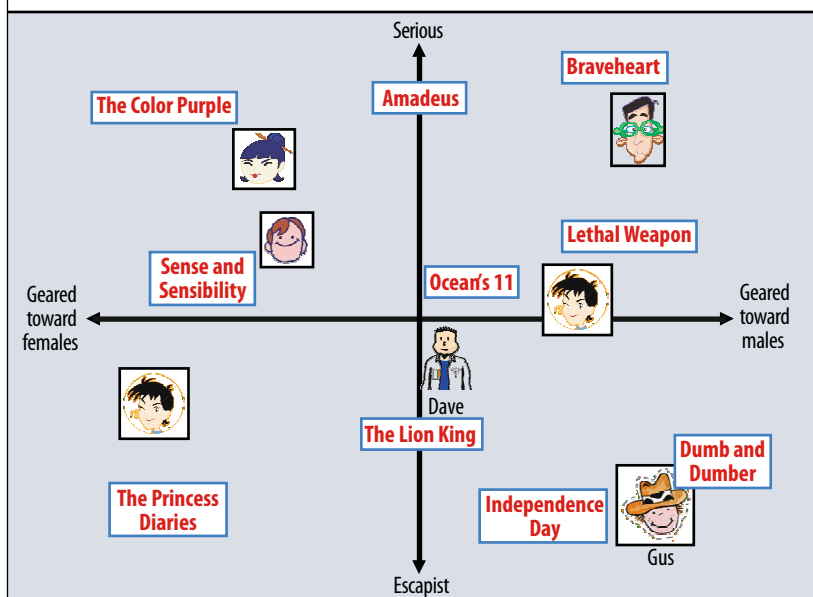 Serious
Braveheart
Amadeus
The Color Purple
Lethal Weapon
Sense and
Sensibility
Ocean's 11
Geared
toward
females
Geared
toward
males
Dave
The Lion King
Dumb and
Dumber
The Princess
Diaries
Independence
Day
Gus
Escapist